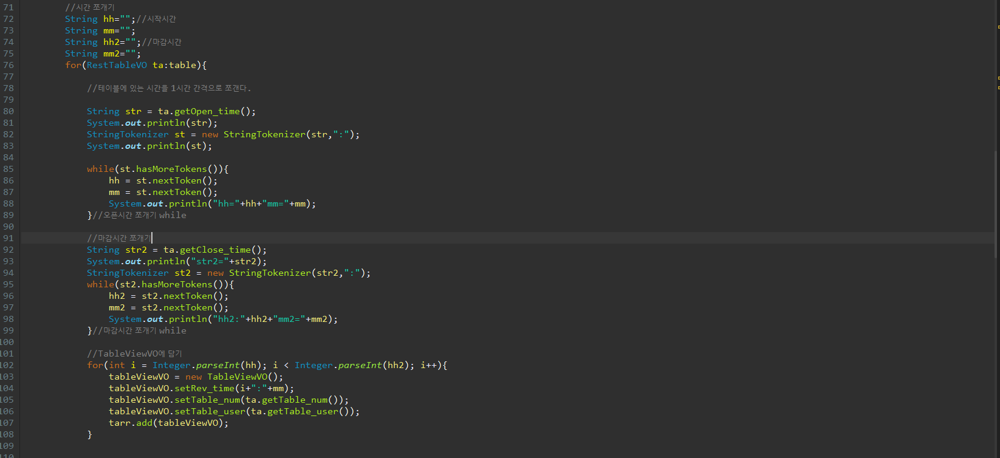 71 //시간 쪼개기
72 String hh="";//시작시간
73 String mm="";
74 String hh2="";//마감시간
75 String mm2="";
76 for(RestTableVO ta:table){
77
78 //테이블에 있는 시간을 1시간 간격으로 쪼갠다.
79
80 String str = ta.getOpen_time();
81 System.out.println(str);
82 StringTokenizer st = new StringTokenizer(str,":");
83 System.out.println(st);
84
85 while(st.hasMoreTokens()){
86 hh = st.nextToken();
87 mm = st.nextToken();
88 System.out.println("hh="+hh+"mm="+mm);
89 }//오픈시간 쪼개기 while
90
91 //마감시간 쪼개기
92 String str2 = ta.getClose_time();
93 System.out.println("str2="+str2);
94 StringTokenizer st2 = new StringTokenizer(str2,":");
95 while(st2.hasMoreTokens()){
96 hh2 = st2.nextToken();
97 mm2 = st2.nextToken();
98 System.out.println("hh2:"+hh2+"mm2="+mm2);
99 }//마감시간 쪼개기 while
100
101 //TableViewVO에 담기
102 for(int i = Integer.parseInt(hh); i < Integer.parseInt(hh2); i++){
103 tableViewVO = new TableViewVO();
104 tableViewVO.setRev_time(i+":"+mm);
105 tableViewVO.setTable_num(ta.getTable_num());
106 tableViewVO.setTable_user(ta.getTable_user());
107 tarr.add(tableViewVO);
108 }
109
110